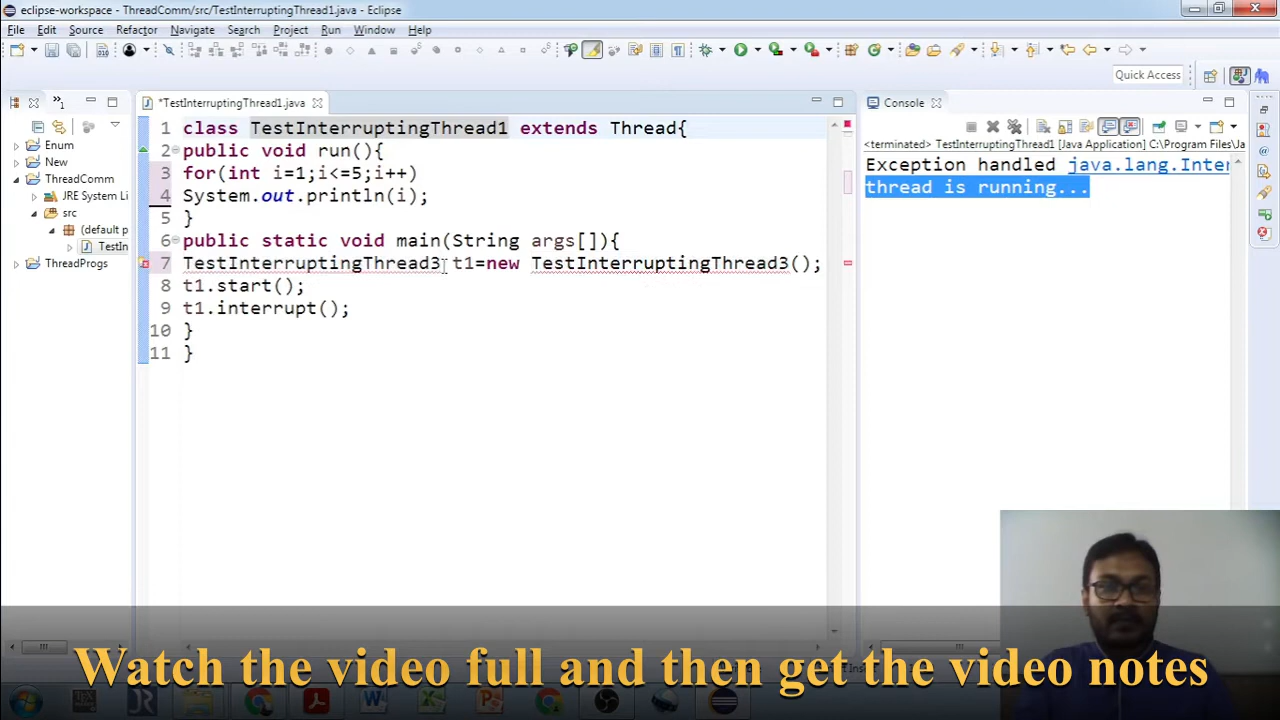 eclipse-workspace - ThreadComm/src/TestInterruptingThread1.java - Eclipse
File Edit Source Refactor Navigate Search Project Run Window Help
Quick Access
»1
*TestInterruptingThread1.java
Console
Enum
New
ThreadComm
JRE System Li
src
(default p
TestIn
ThreadProgs
1 class TestInterruptingThread1 extends Thread{
2 public void run(){
3 for(int i=1;i<=5;i++)
4 System.out.println(i);
5 }
6 public static void main(String args[]){
7 TestInterruptingThread3 t1=new TestInterruptingThread3();
8 t1.start();
9 t1.interrupt();
10 }
11 }
<terminated> TestInterruptingThread1 [Java Application] C:\Program Files\Ja
Exception handled java.lang.Inter
thread is running...
Watch the video full and then get the video notes